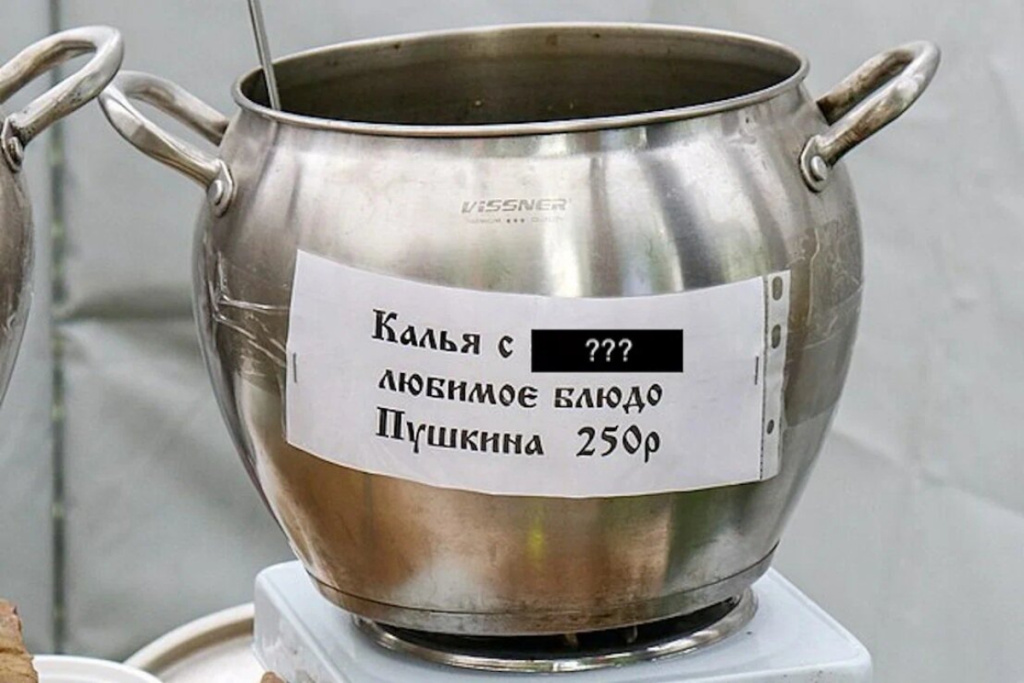 VISSNER
Калья с ???
любимое блюдо
Пушкина 250р